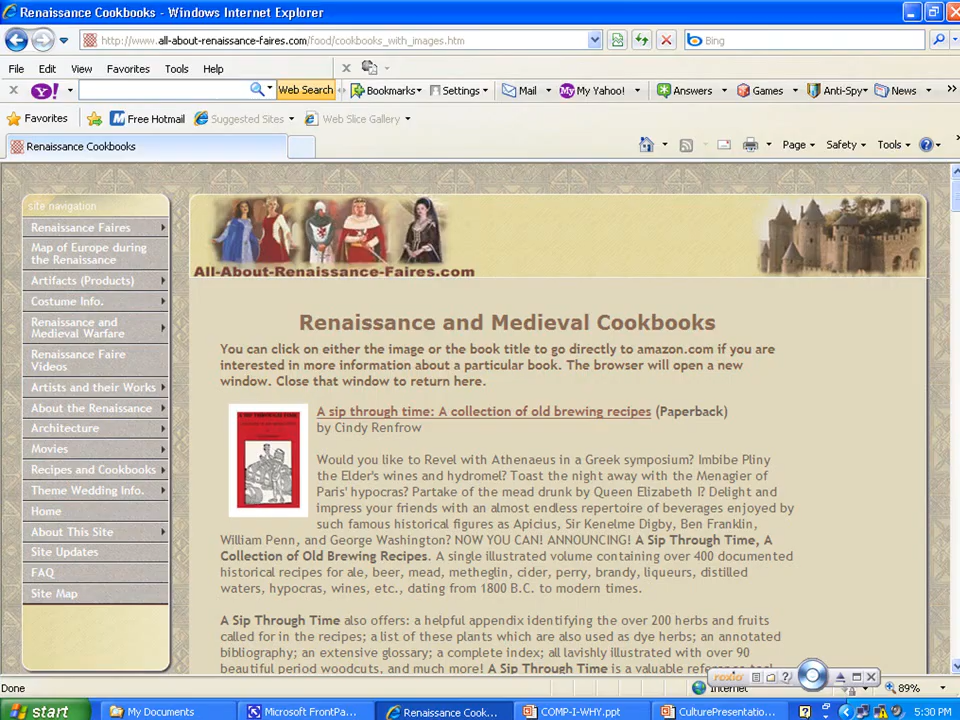 Renaissance Cookbooks - Windows Internet Explorer
http://www.all-about-renaissance-faires.com/food/cookbooks_with_images.htm
Bing
File Edit View Favorites Tools Help
Y! Web Search Bookmarks Settings Mail My Yahoo! Answers Games Anti-Spy News
Favorites Free Hotmail Suggested Sites Web Slice Gallery
Renaissance Cookbooks
Page Safety Tools
site navigation
Renaissance Faires
Map of Europe during
the Renaissance
Artifacts (Products)
Costume Info.
Renaissance and
Medieval Warfare
Renaissance Faire
Videos
Artists and their Works
About the Renaissance
Architecture
Movies
Recipes and Cookbooks
Theme Wedding Info.
Home
About This Site
Site Updates
FAQ
Site Map
All-About-Renaissance-Faires.com
Renaissance and Medieval Cookbooks
You can click on either the image or the book title to go directly to amazon.com if you are
interested in more information about a particular book. The browser will open a new
window. Close that window to return here.
A SIP THROUGH TIME
A sip through time: A collection of old brewing recipes (Paperback)
by Cindy Renfrow
Would you like to Revel with Athenaeus in a Greek symposium? Imbibe Pliny
the Elder's wines and hydromel? Toast the night away with the Menagier of
Paris' hypocras? Partake of the mead drunk by Queen Elizabeth I? Delight and
impress your friends with an almost endless repertoire of beverages enjoyed by
such famous historical figures as Apicius, Sir Kenelme Digby, Ben Franklin,
William Penn, and George Washington? NOW YOU CAN! ANNOUNCING! A Sip Through Time, A
Collection of Old Brewing Recipes. A single illustrated volume containing over 400 documented
historical recipes for ale, beer, mead, metheglin, cider, perry, brandy, liqueurs, distilled
waters, hypocras, wines, etc., dating from 1800 B.C. to modern times.
A Sip Through Time also offers: a helpful appendix identifying the over 200 herbs and fruits
called for in the recipes; a list of these plants which are also used as dye herbs; an annotated
bibliography; an extensive glossary; a complete index; all lavishly illustrated with over 90
beautiful period woodcuts, and much more! A Sip Through Time is a valuable
roxio
Done Internet 89%
start My Documents Microsoft FrontPa... Renaissance Cook... COMP-I-WHY.ppt CulturePresentatio... 5:30 PM